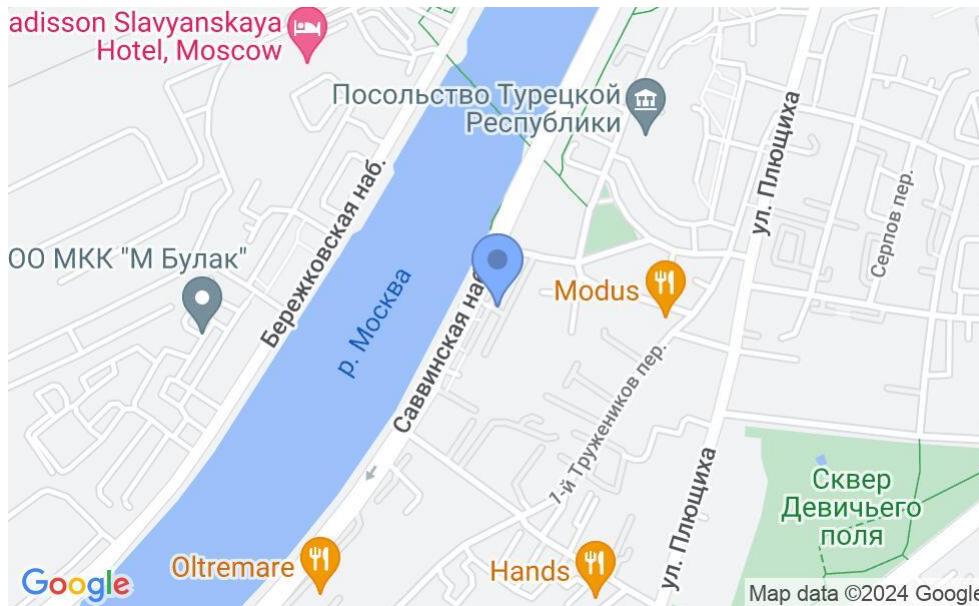 adisson Slavyanskaya
Hotel, Moscow
Посольство Турецкой
Республики
ул. Плющиха
Серпов пер.
Бережковская наб.
ОО МКК "М Булак"
р. Москва
Саввинская наб.
Modus
1-й Тружеников пер.
ул. Плющиха
Сквер
Девичьего
поля
Oltremare
Hands
Google
Map data ©2024 Google